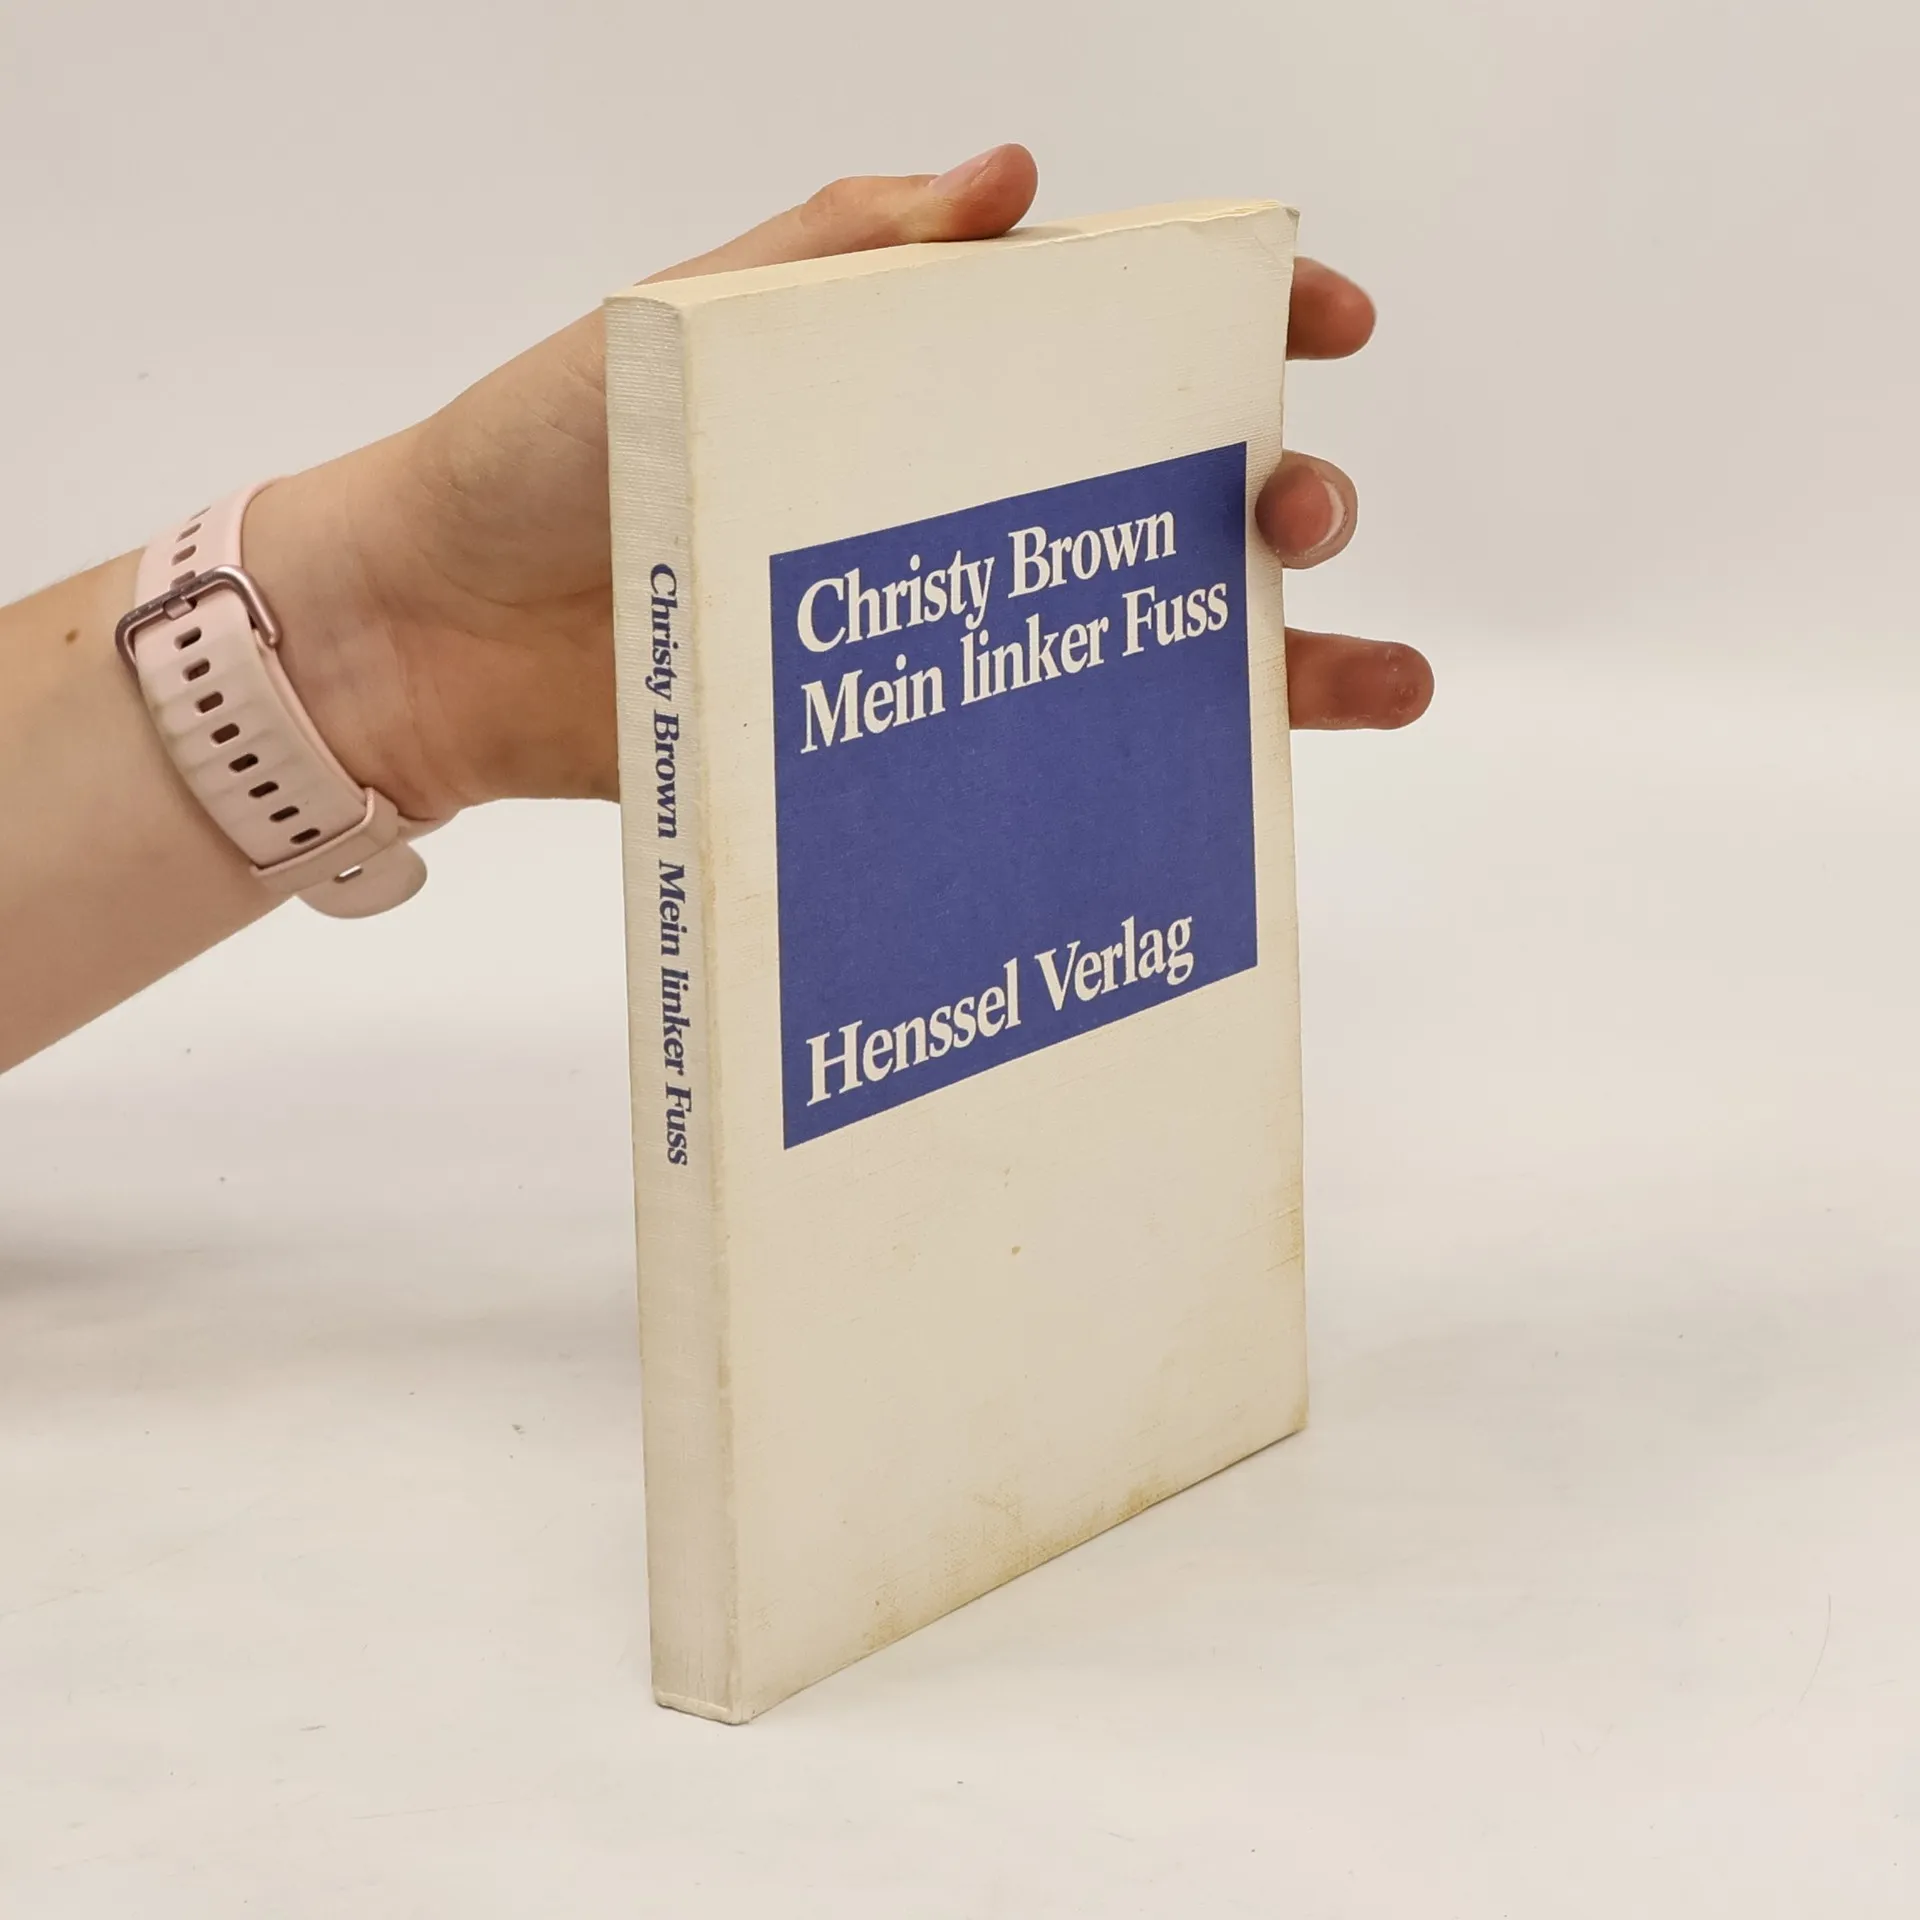 Christy Brown
Mein linker Fuss
Henssel Verlag
Christy Brown Mein linker Fuss